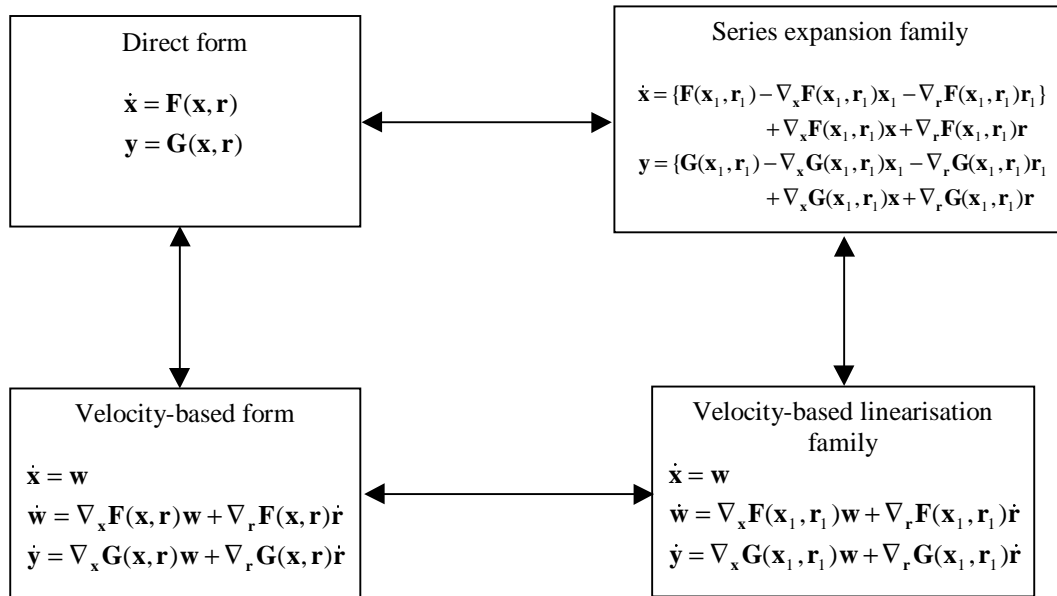 Direct form
ẋ = F(x, r)
y = G(x, r)
Series expansion family
ẋ = {F(x₁, r₁) − ∇ₓF(x₁, r₁)x₁ − ∇ᵣF(x₁, r₁)r₁}
+ ∇ₓF(x₁, r₁)x + ∇ᵣF(x₁, r₁)r
y = {G(x₁, r₁) − ∇ₓG(x₁, r₁)x₁ − ∇ᵣG(x₁, r₁)r₁
+ ∇ₓG(x₁, r₁)x + ∇ᵣG(x₁, r₁)r
Velocity-based form
ẋ = w
ẇ = ∇ₓF(x, r)w + ∇ᵣF(x, r)ṙ
ẏ = ∇ₓG(x, r)w + ∇ᵣG(x, r)ṙ
Velocity-based linearisation
family
ẋ = w
ẇ = ∇ₓF(x₁, r₁)w + ∇ᵣF(x₁, r₁)ṙ
ẏ = ∇ₓG(x₁, r₁)w + ∇ᵣG(x₁, r₁)ṙ